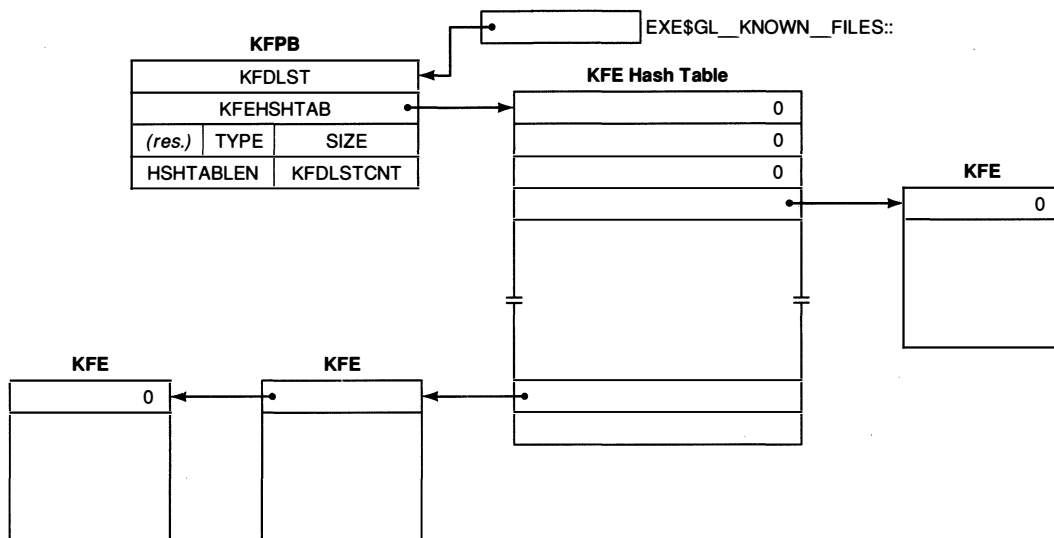 EXE$GL__KNOWN__FILES::
KFPB
KFDLST
KFEHSHTAB
(res.) TYPE SIZE
HSHTABLEN KFDLSTCNT
KFE Hash Table
0
0
0
KFE
0
KFE
0
KFE